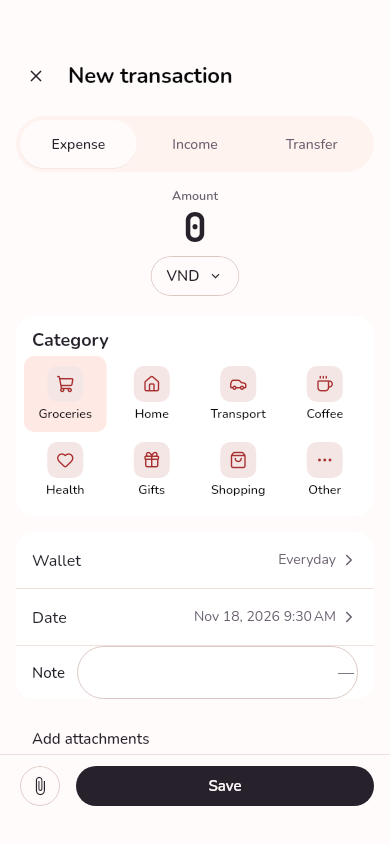 New transaction
Expense Income Transfer
Amount
0
VND
Category
Groceries Home Transport Coffee
Health Gifts Shopping Other
Wallet Everyday
Date Nov 18, 2026 9:30 AM
Note —
Add attachments
Save